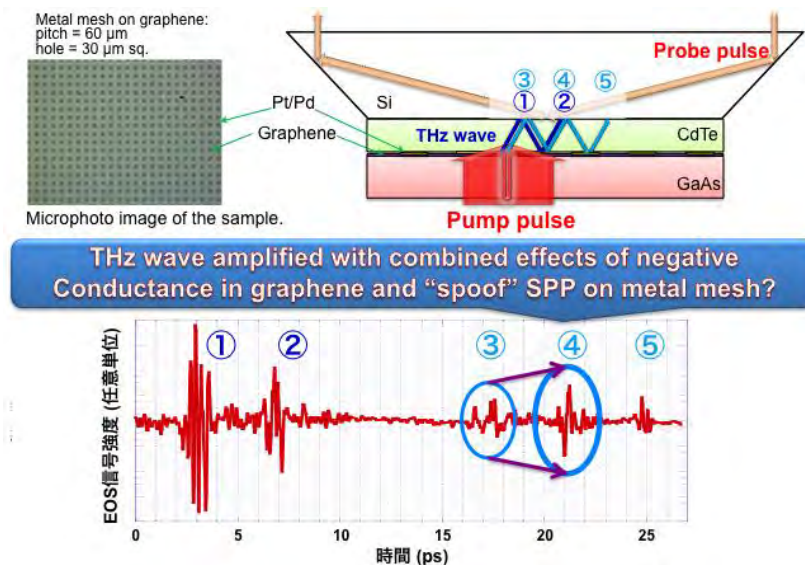 Metal mesh on graphene:
pitch = 60 µm
hole = 30 µm sq.
Pt/Pd
Graphene
Microphoto image of the sample.
Probe pulse
③ ④ ⑤
① ②
Si
THz wave
CdTe
GaAs
Pump pulse
THz wave amplified with combined effects of negative
Conductance in graphene and “spoof” SPP on metal mesh?
① ② ③ ④ ⑤
EOS信号強度 (任意単位)
0 5 10 15 20 25
時間 (ps)